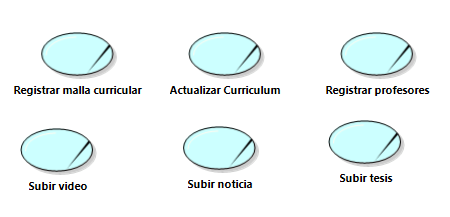 Registrar malla curricular
Actualizar Curriculum
Registrar profesores
Subir video
Subir noticia
Subir tesis